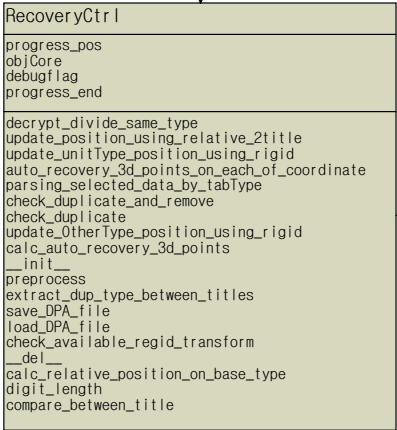 RecoveryCtrl
progress_pos
objCore
debugflag
progress_end
decrypt_divide_same_type
update_position_using_relative_2title
update_unitType_position_using_rigid
auto_recovery_3d_points_on_each_of_coordinate
parsing_selected_data_by_tabType
check_duplicate_and_remove
check_duplicate
update_OtherType_position_using_rigid
calc_auto_recovery_3d_points
__init__
preprocess
extract_dup_type_between_titles
save_DPA_file
load_DPA_file
check_available_regid_transform
__del__
calc_relative_position_on_base_type
digit_length
compare_between_title